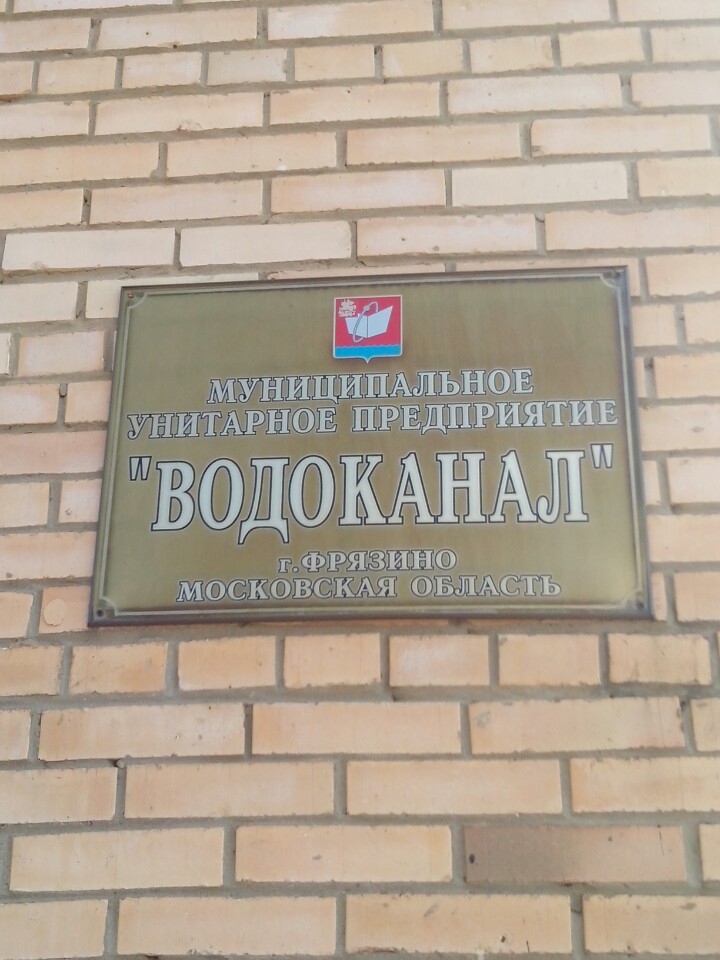 МУНИЦИПАЛЬНОЕ
УНИТАРНОЕ ПРЕДПРИЯТИЕ
"ВОДОКАНАЛ"
г.ФРЯЗИНО
МОСКОВСКАЯ ОБЛАСТЬ